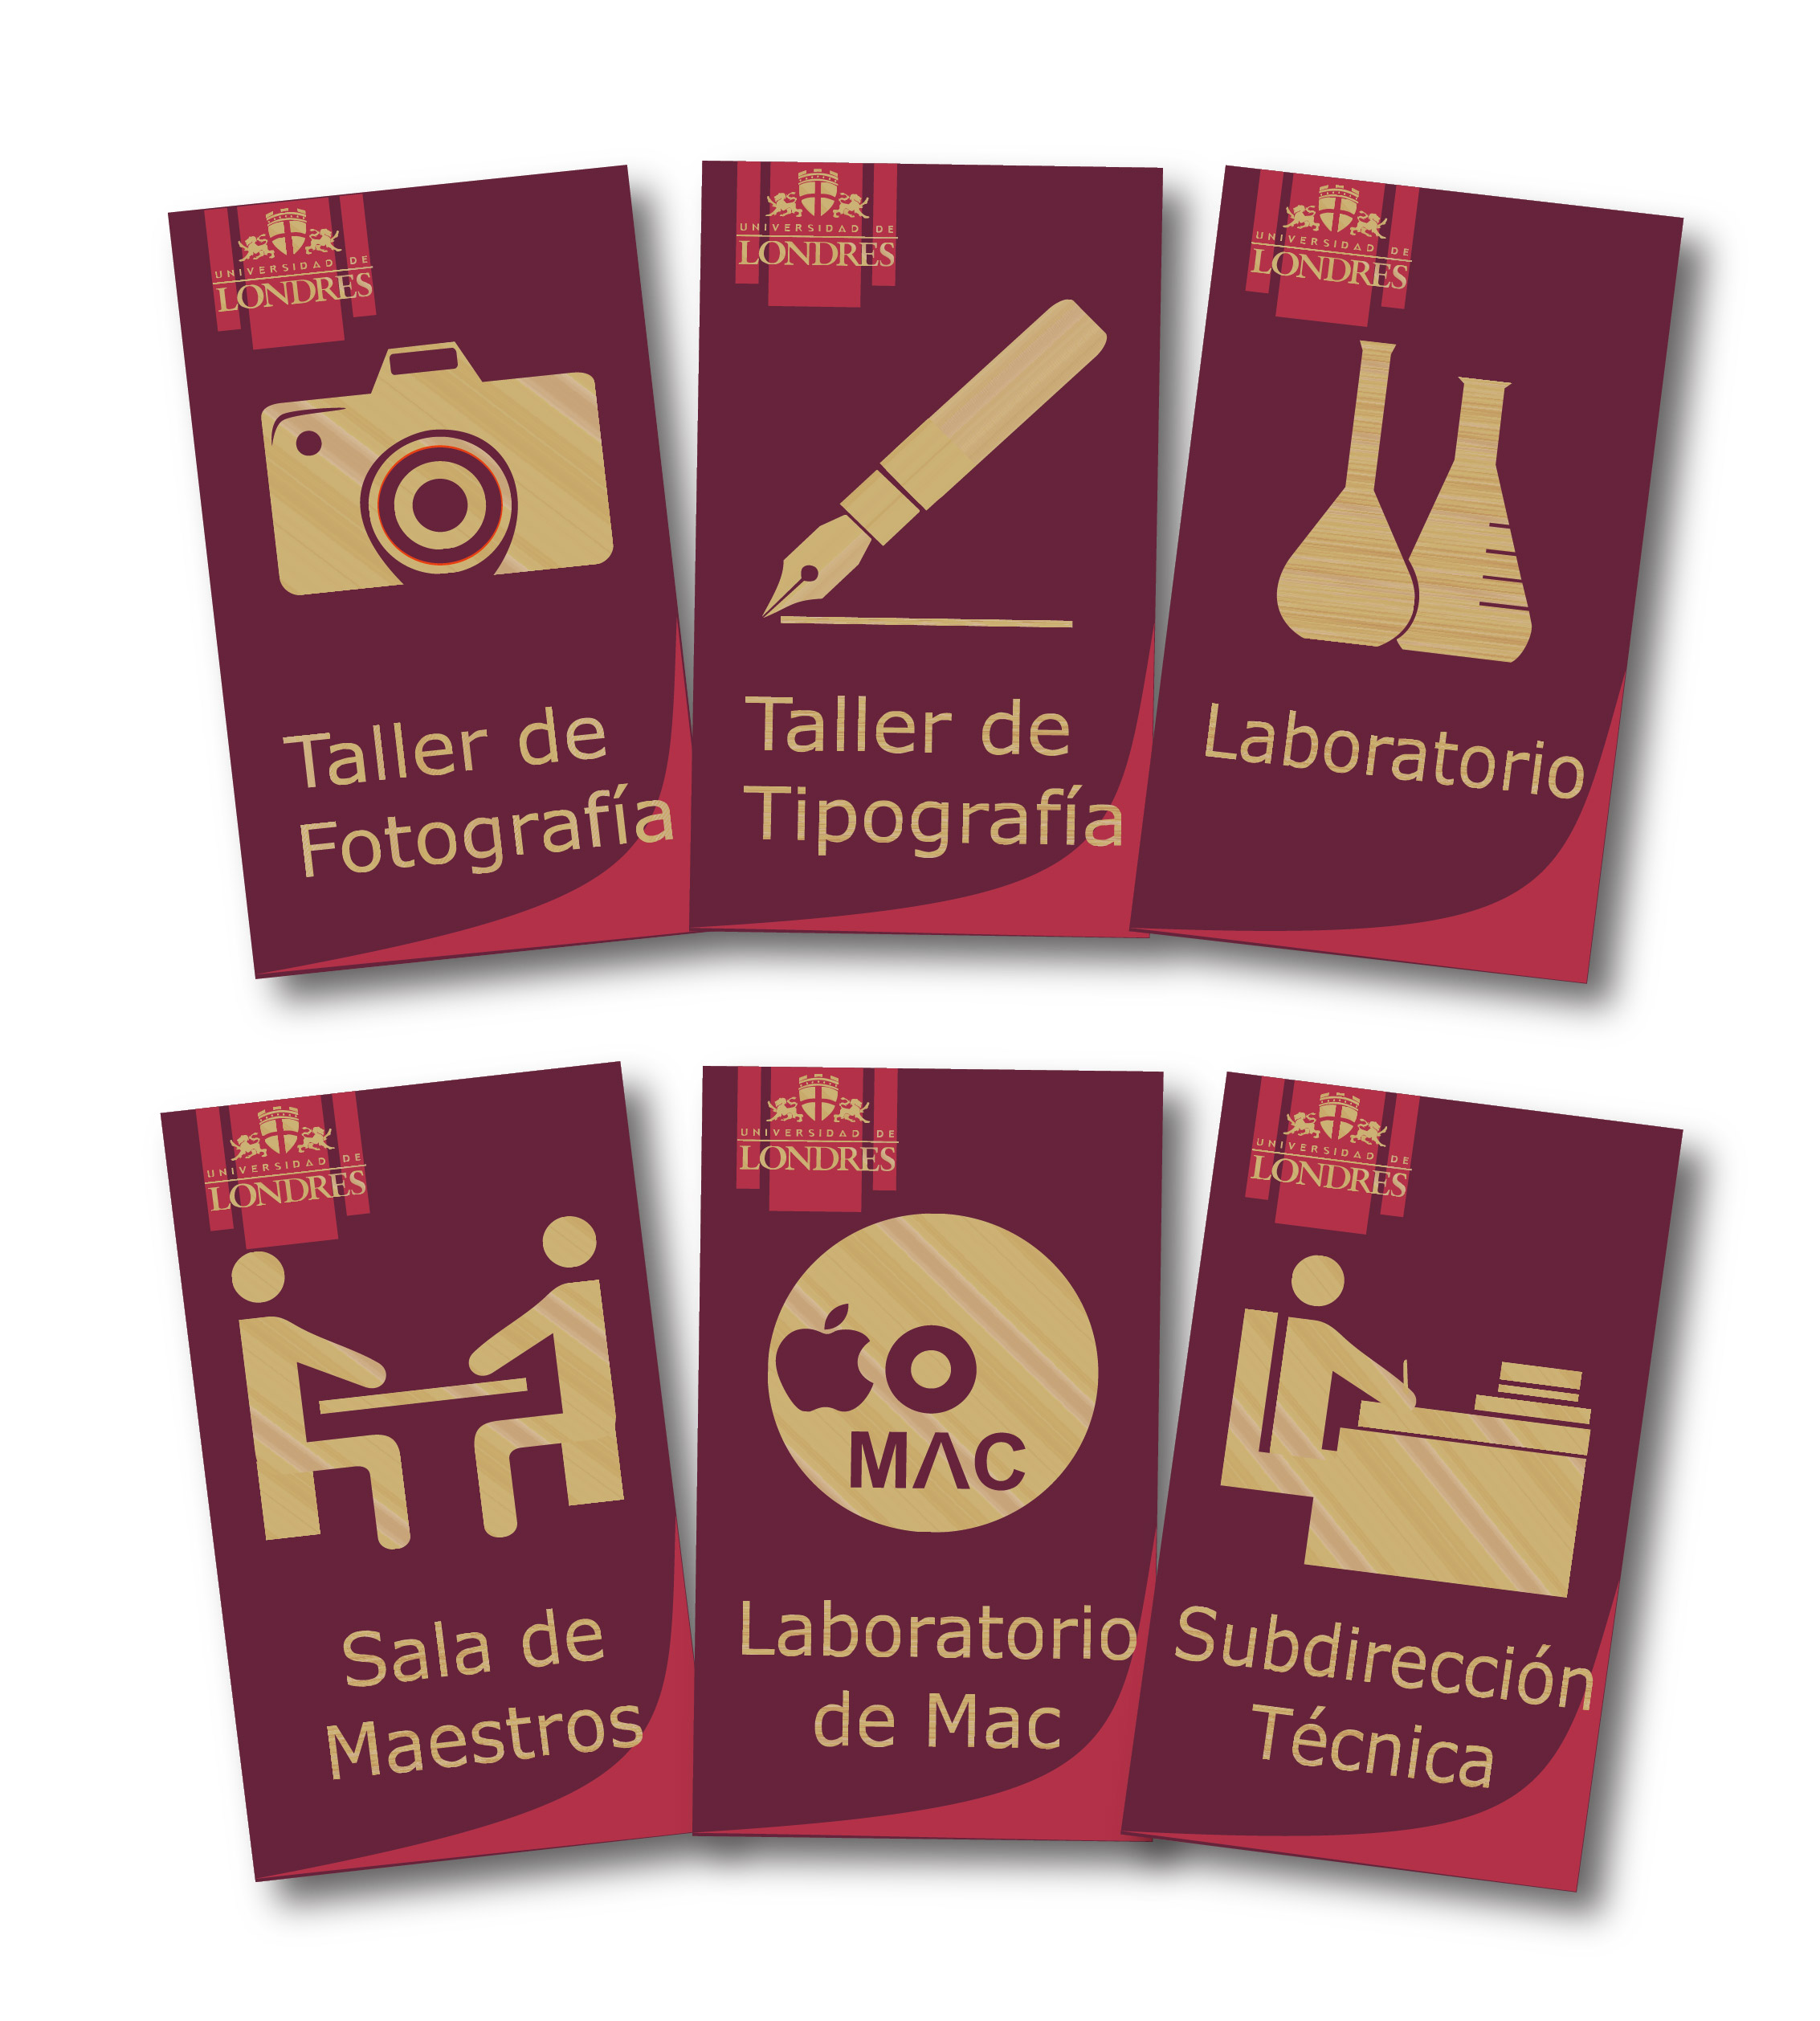 UNIVERSIDAD DE
LONDRES
Taller de
Fotografía
UNIVERSIDAD DE
LONDRES
Taller de
Tipografía
UNIVERSIDAD DE
LONDRES
Laboratorio
UNIVERSIDAD DE
LONDRES
Sala de
Maestros
UNIVERSIDAD DE
LONDRES
MAC
Laboratorio
de Mac
UNIVERSIDAD DE
LONDRES
Subdirección
Técnica